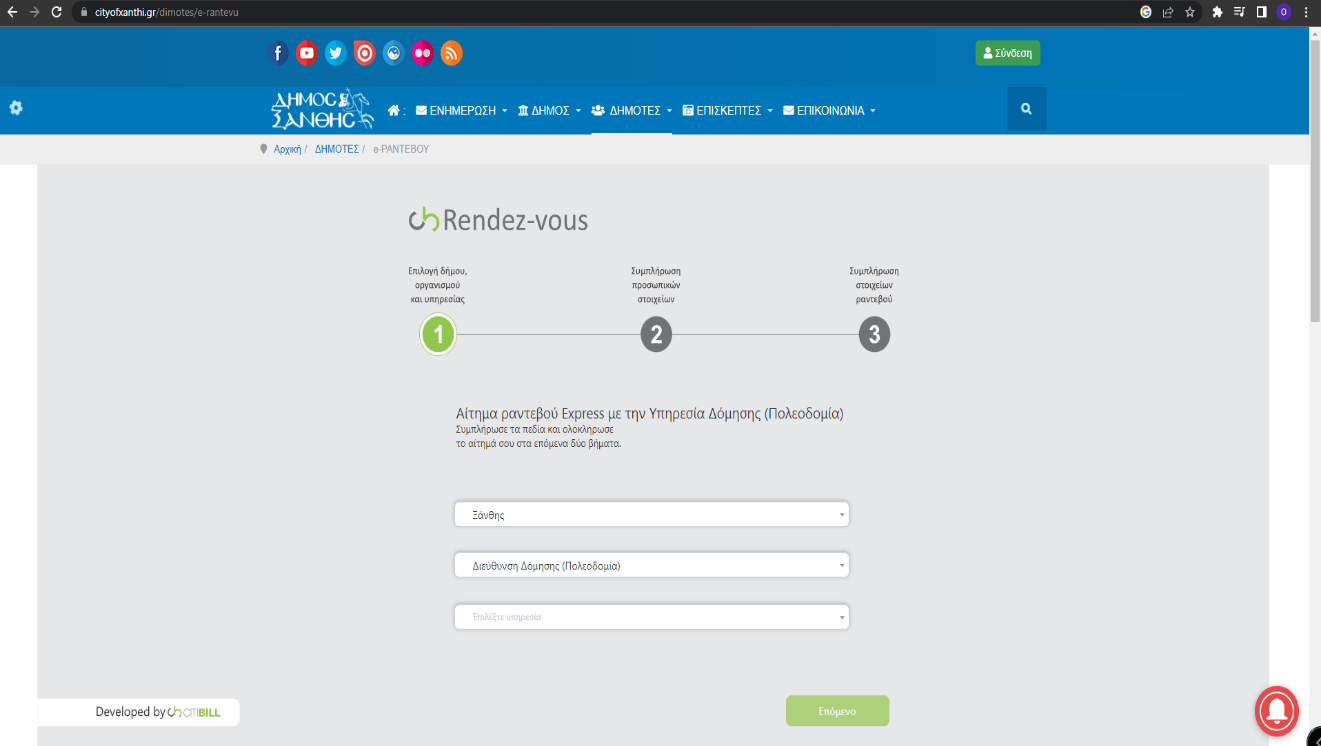 cityofxanthi.gr/dimotes/e-rantevu
Σύνδεση
ΔΗΜΟΣ
ΞΑΝΘΗΣ
: ΕΝΗΜΕΡΩΣΗ ΔΗΜΟΣ ΔΗΜΟΤΕΣ ΕΠΙΣΚΕΠΤΕΣ ΕΠΙΚΟΙΝΩΝΙΑ
Αρχική / ΔΗΜΟΤΕΣ / e-ΡΑΝΤΕΒΟΥ
Rendez-vous
Επιλογή δήμου,
οργανισμού
και υπηρεσίας
1
Συμπλήρωση
προσωπικών
στοιχείων
2
Συμπλήρωση
στοιχείων
ραντεβού
3
Αίτημα ραντεβού Express με την Υπηρεσία Δόμησης (Πολεοδομία)
Συμπλήρωσε τα πεδία και ολοκλήρωσε
το αίτημά σου στα επόμενα δύο βήματα.
Ξάνθης
Διεύθυνση Δόμησης (Πολεοδομία)
Επιλέξτε υπηρεσία
Developed by CITIBILL
Επόμενο